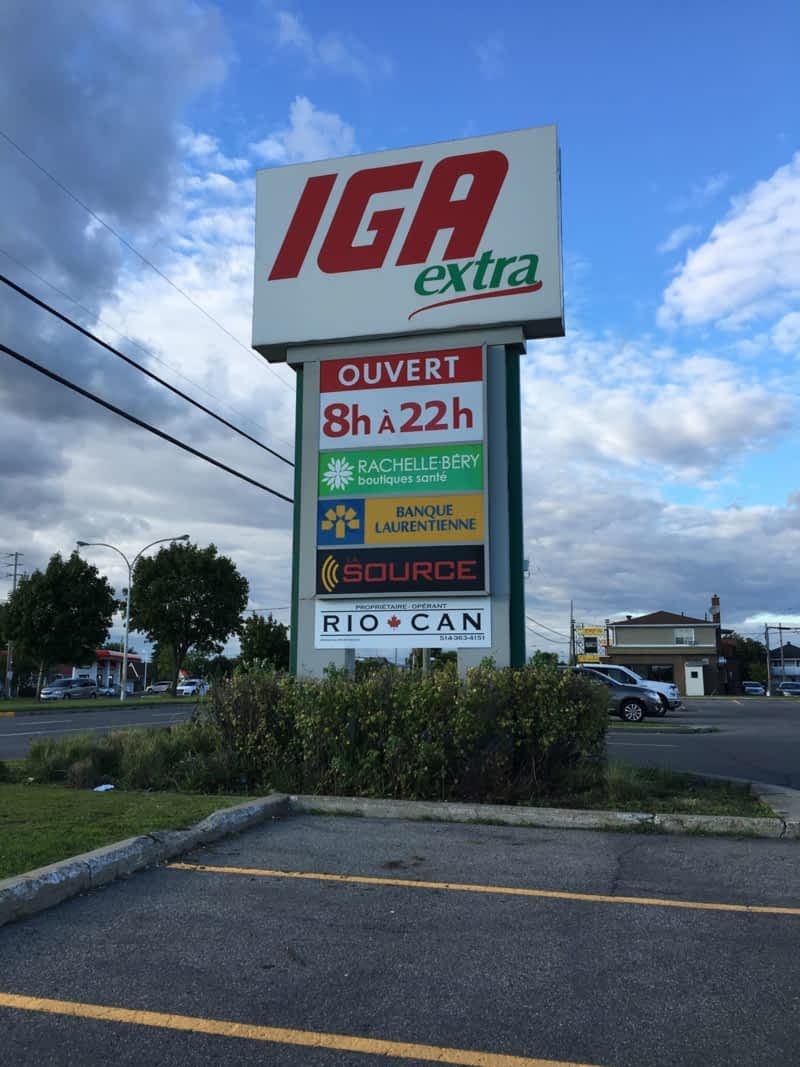 IGA
extra
OUVERT
8h À 22h
RACHELLE-BÉRY
boutiques santé
BANQUE
LAURENTIENNE
LA
SOURCE
PROPRIÉTAIRE - OPÉRANT
RIO CAN
514-363-4151